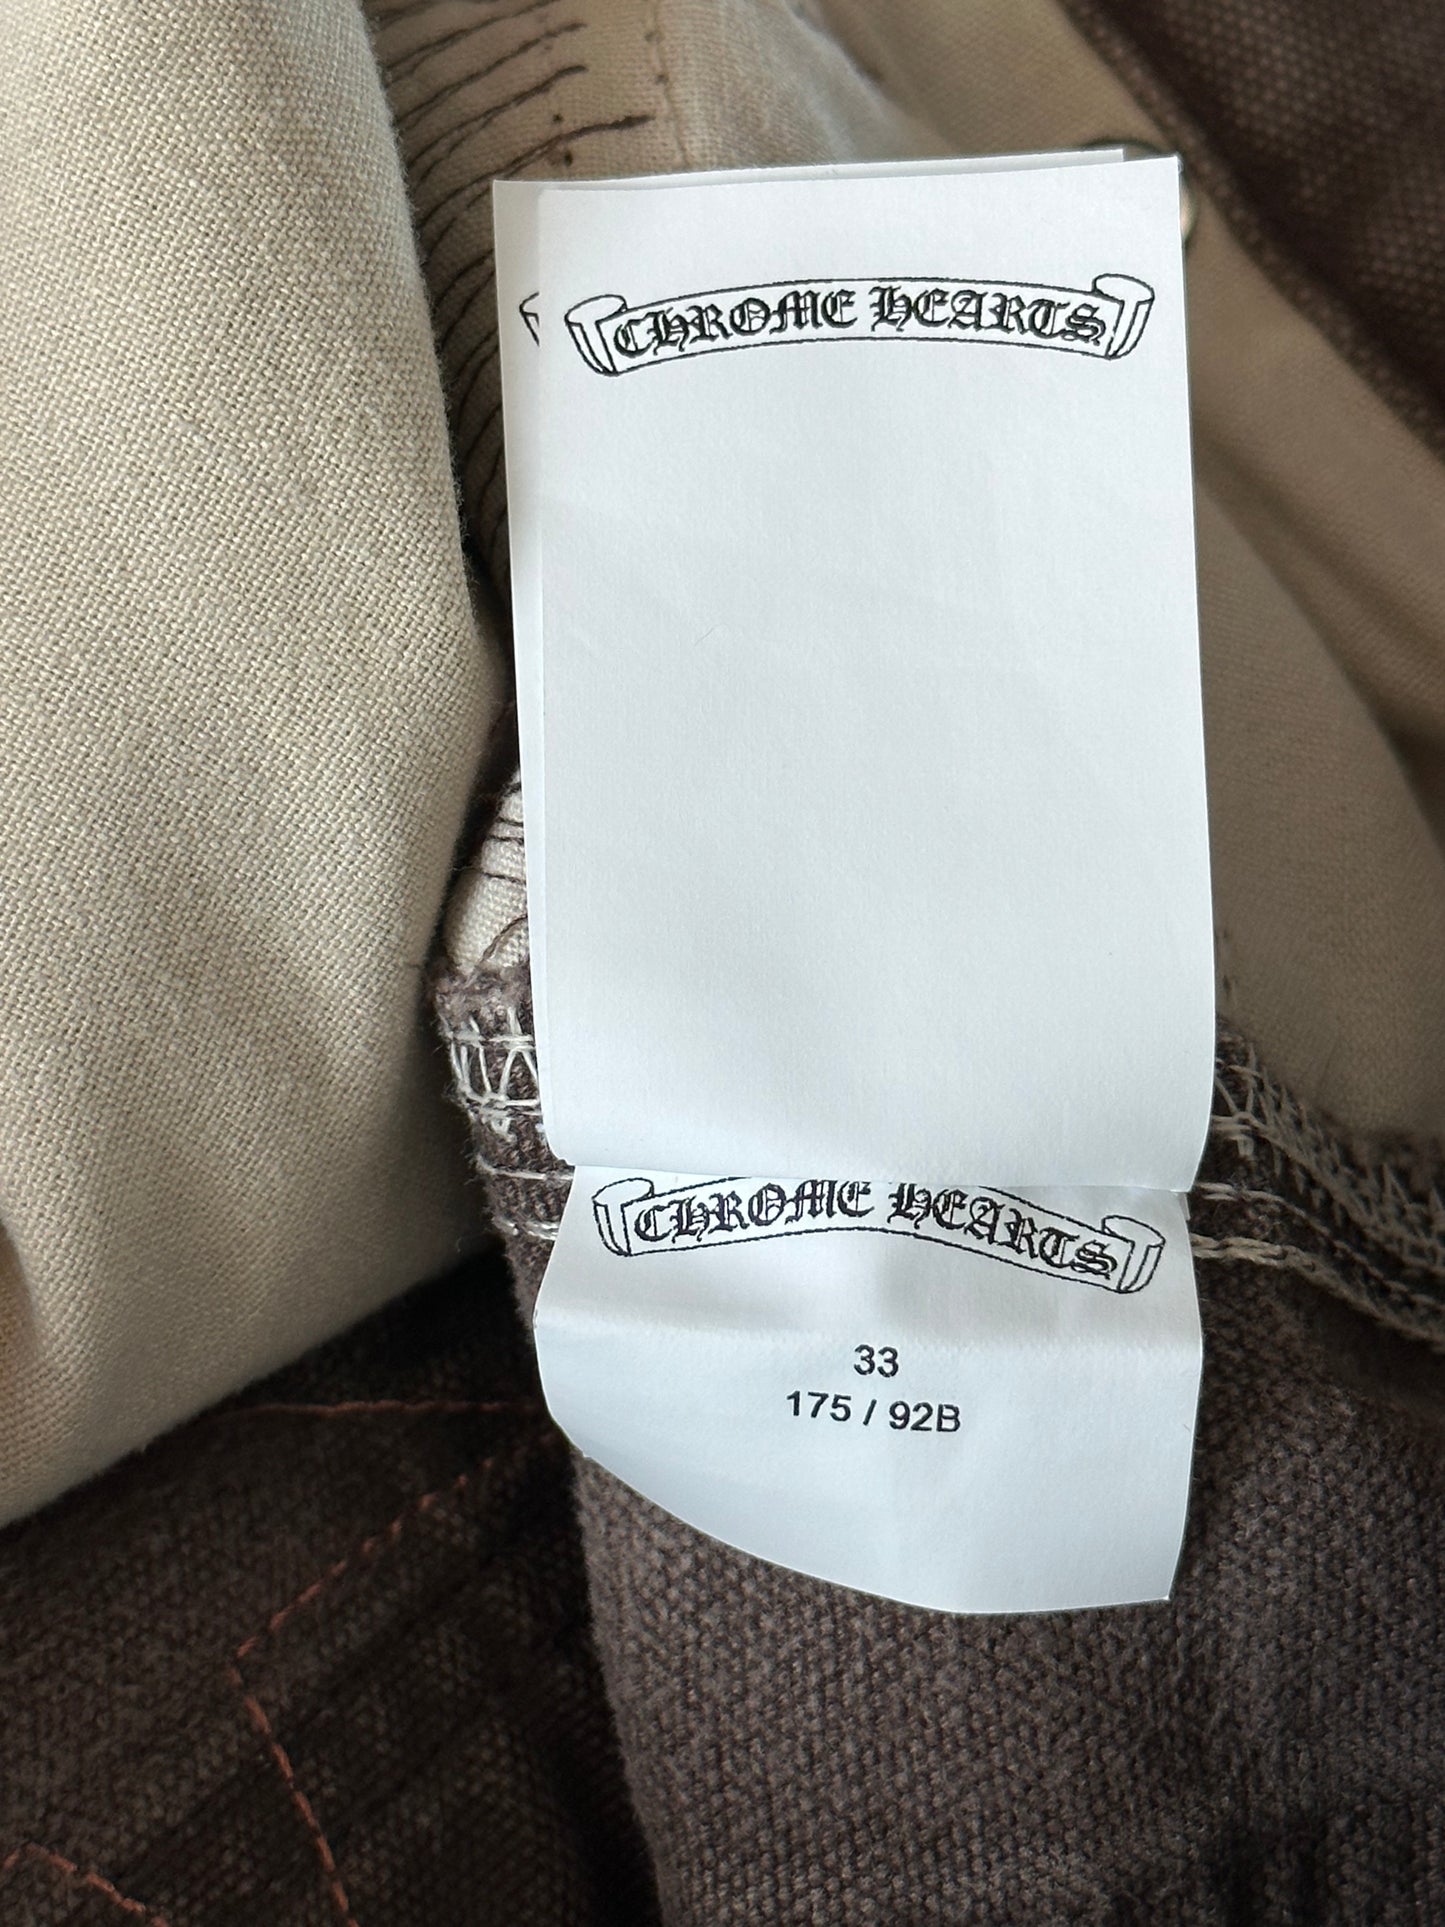 CHROME HEARTS
CHROME HEARTS
33
175 / 92B